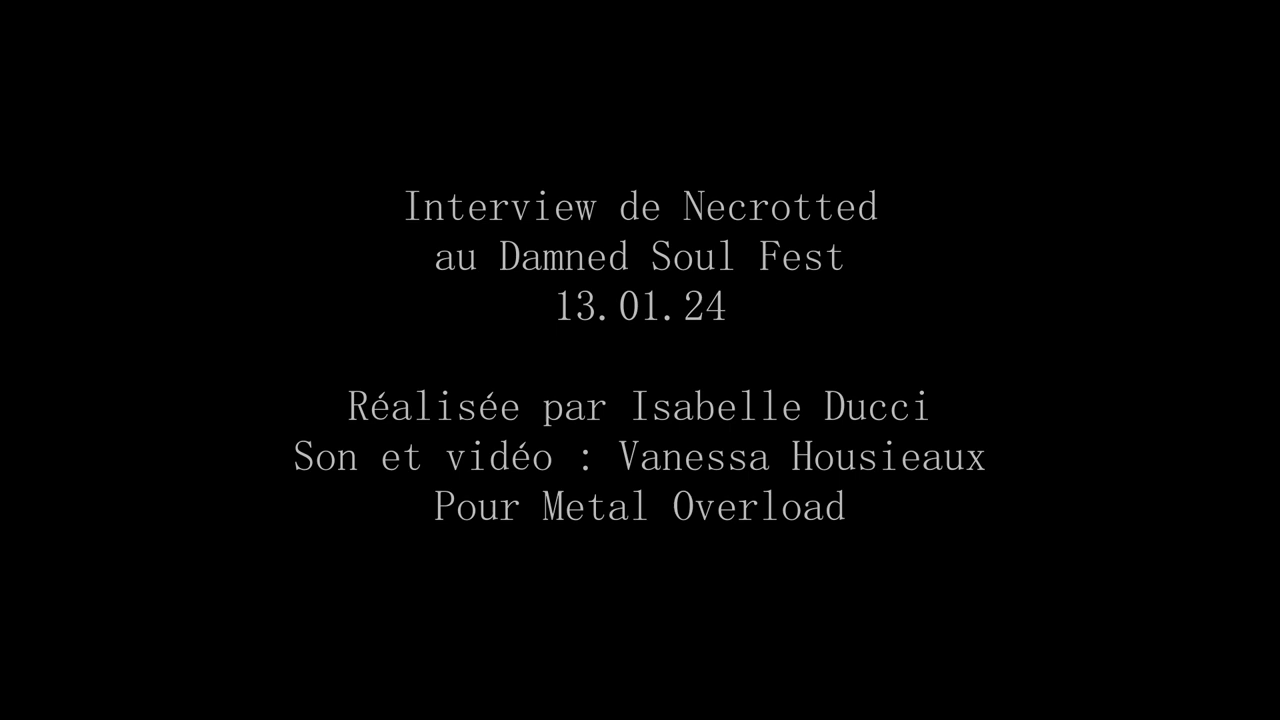 Interview de Necrotted
au Damned Soul Fest
13.01.24
Réalisée par Isabelle Ducci
Son et vidéo : Vanessa Housieaux
Pour Metal Overload